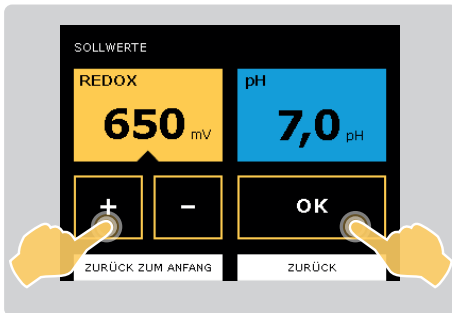 SOLLWERTE
REDOX
650 mV
pH
7,0 pH
+
–
OK
ZURÜCK ZUM ANFANG
ZURÜCK